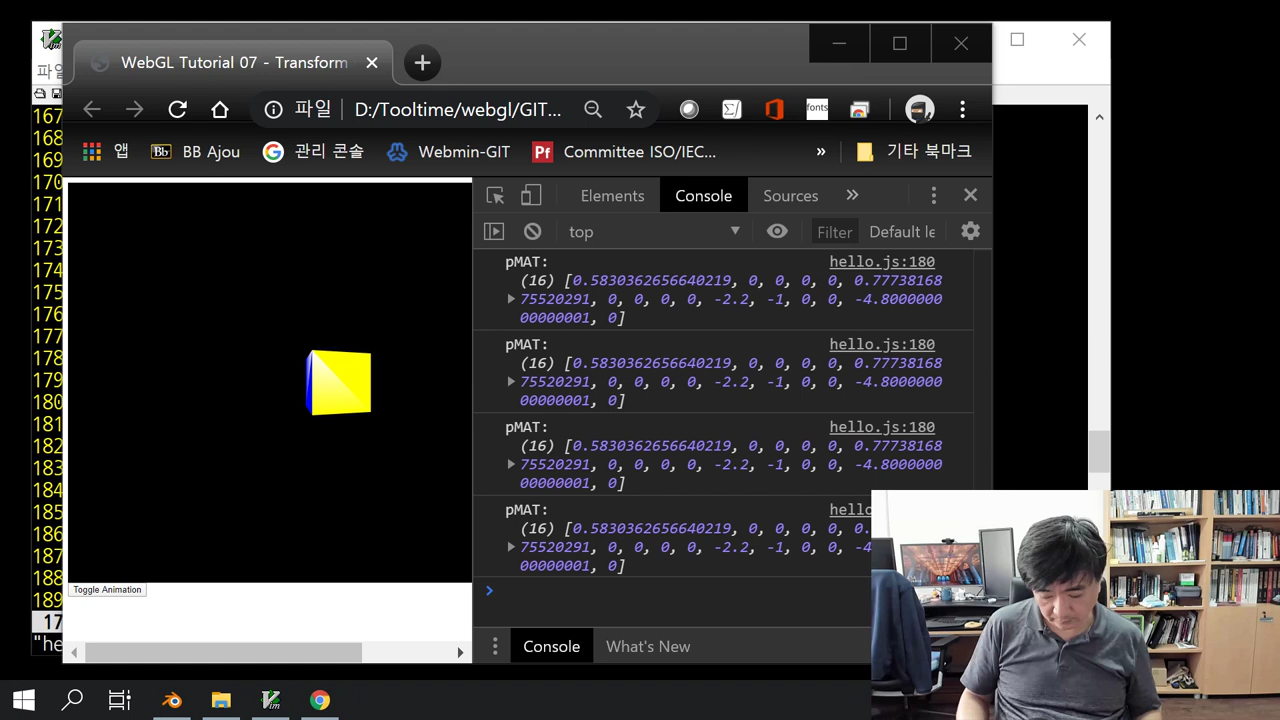 WebGL Tutorial 07 - Transform
파일
파일
D:/Tooltime/webgl/GIT...
fonts
앱
Bb
BB Ajou
관리 콘솔
Webmin-GIT
Pf
Committee ISO/IEC...
»
기타 북마크
Elements
Console
Sources
»
top
Filter
Default le
pMAT:
hello.js:180
(16) [0.5830362656640219, 0, 0, 0, 0, 0.77738168
75520291, 0, 0, 0, 0, -2.2, -1, 0, 0, -4.8000000
00000001, 0]
pMAT:
hello.js:180
(16) [0.5830362656640219, 0, 0, 0, 0, 0.77738168
75520291, 0, 0, 0, 0, -2.2, -1, 0, 0, -4.8000000
00000001, 0]
pMAT:
hello.js:180
(16) [0.5830362656640219, 0, 0, 0, 0, 0.77738168
75520291, 0, 0, 0, 0, -2.2, -1, 0, 0, -4.8000000
00000001, 0]
pMAT:
hello
(16) [0.5830362656640219, 0, 0, 0, 0, 0.
75520291, 0, 0, 0, 0, -2.2, -1, 0, 0, -4
00000001, 0]
>
Toggle Animation
Console
What's New
167
168
169
170
171
172
173
174
175
176
177
178
179
180
181
182
183
184
185
186
187
188
189
17
"he